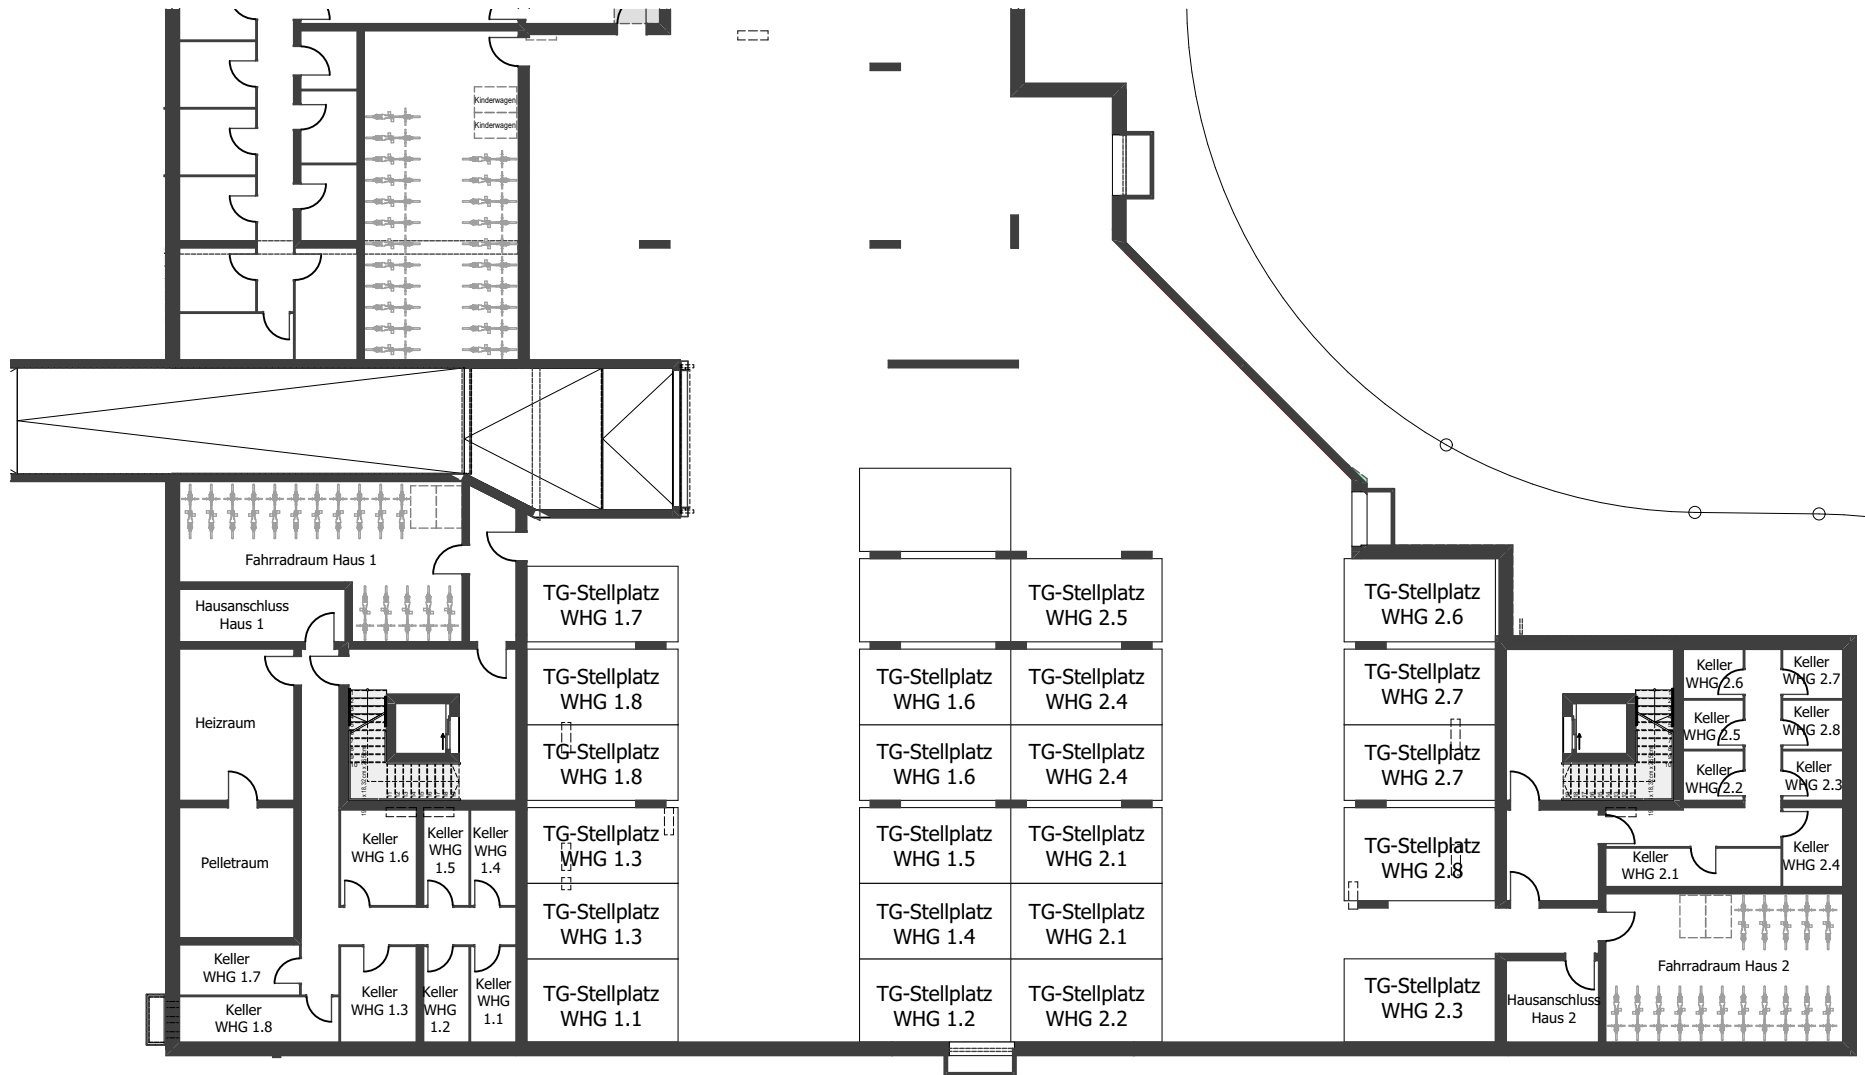 Kinderwagen
Kinderwagen
Fahrradraum Haus 1
Hausanschluss
Haus 1
TG-Stellplatz
WHG 1.7
TG-Stellplatz
WHG 2.5
TG-Stellplatz
WHG 2.6
Heizraum
TG-Stellplatz
WHG 1.8
TG-Stellplatz
WHG 1.6
TG-Stellplatz
WHG 2.4
TG-Stellplatz
WHG 2.7
Keller
WHG 2.6
Keller
WHG 2.7
TG-Stellplatz
WHG 1.8
TG-Stellplatz
WHG 1.6
TG-Stellplatz
WHG 2.4
TG-Stellplatz
WHG 2.7
Keller
WHG 2.5
Keller
WHG 2.8
Keller
WHG 2.2
Keller
WHG 2.3
Pelletraum
Keller
WHG 1.6
Keller
WHG
1.5
Keller
WHG
1.4
TG-Stellplatz
WHG 1.3
TG-Stellplatz
WHG 1.5
TG-Stellplatz
WHG 2.1
TG-Stellplatz
WHG 2.8
Keller
WHG 2.1
Keller
WHG 2.4
TG-Stellplatz
WHG 1.3
TG-Stellplatz
WHG 1.4
TG-Stellplatz
WHG 2.1
Fahrradraum Haus 2
Keller
WHG 1.7
Keller
WHG 1.8
Keller
WHG 1.3
Keller
WHG
1.2
Keller
WHG
1.1
TG-Stellplatz
WHG 1.1
TG-Stellplatz
WHG 1.2
TG-Stellplatz
WHG 2.2
TG-Stellplatz
WHG 2.3
Hausanschluss
Haus 2